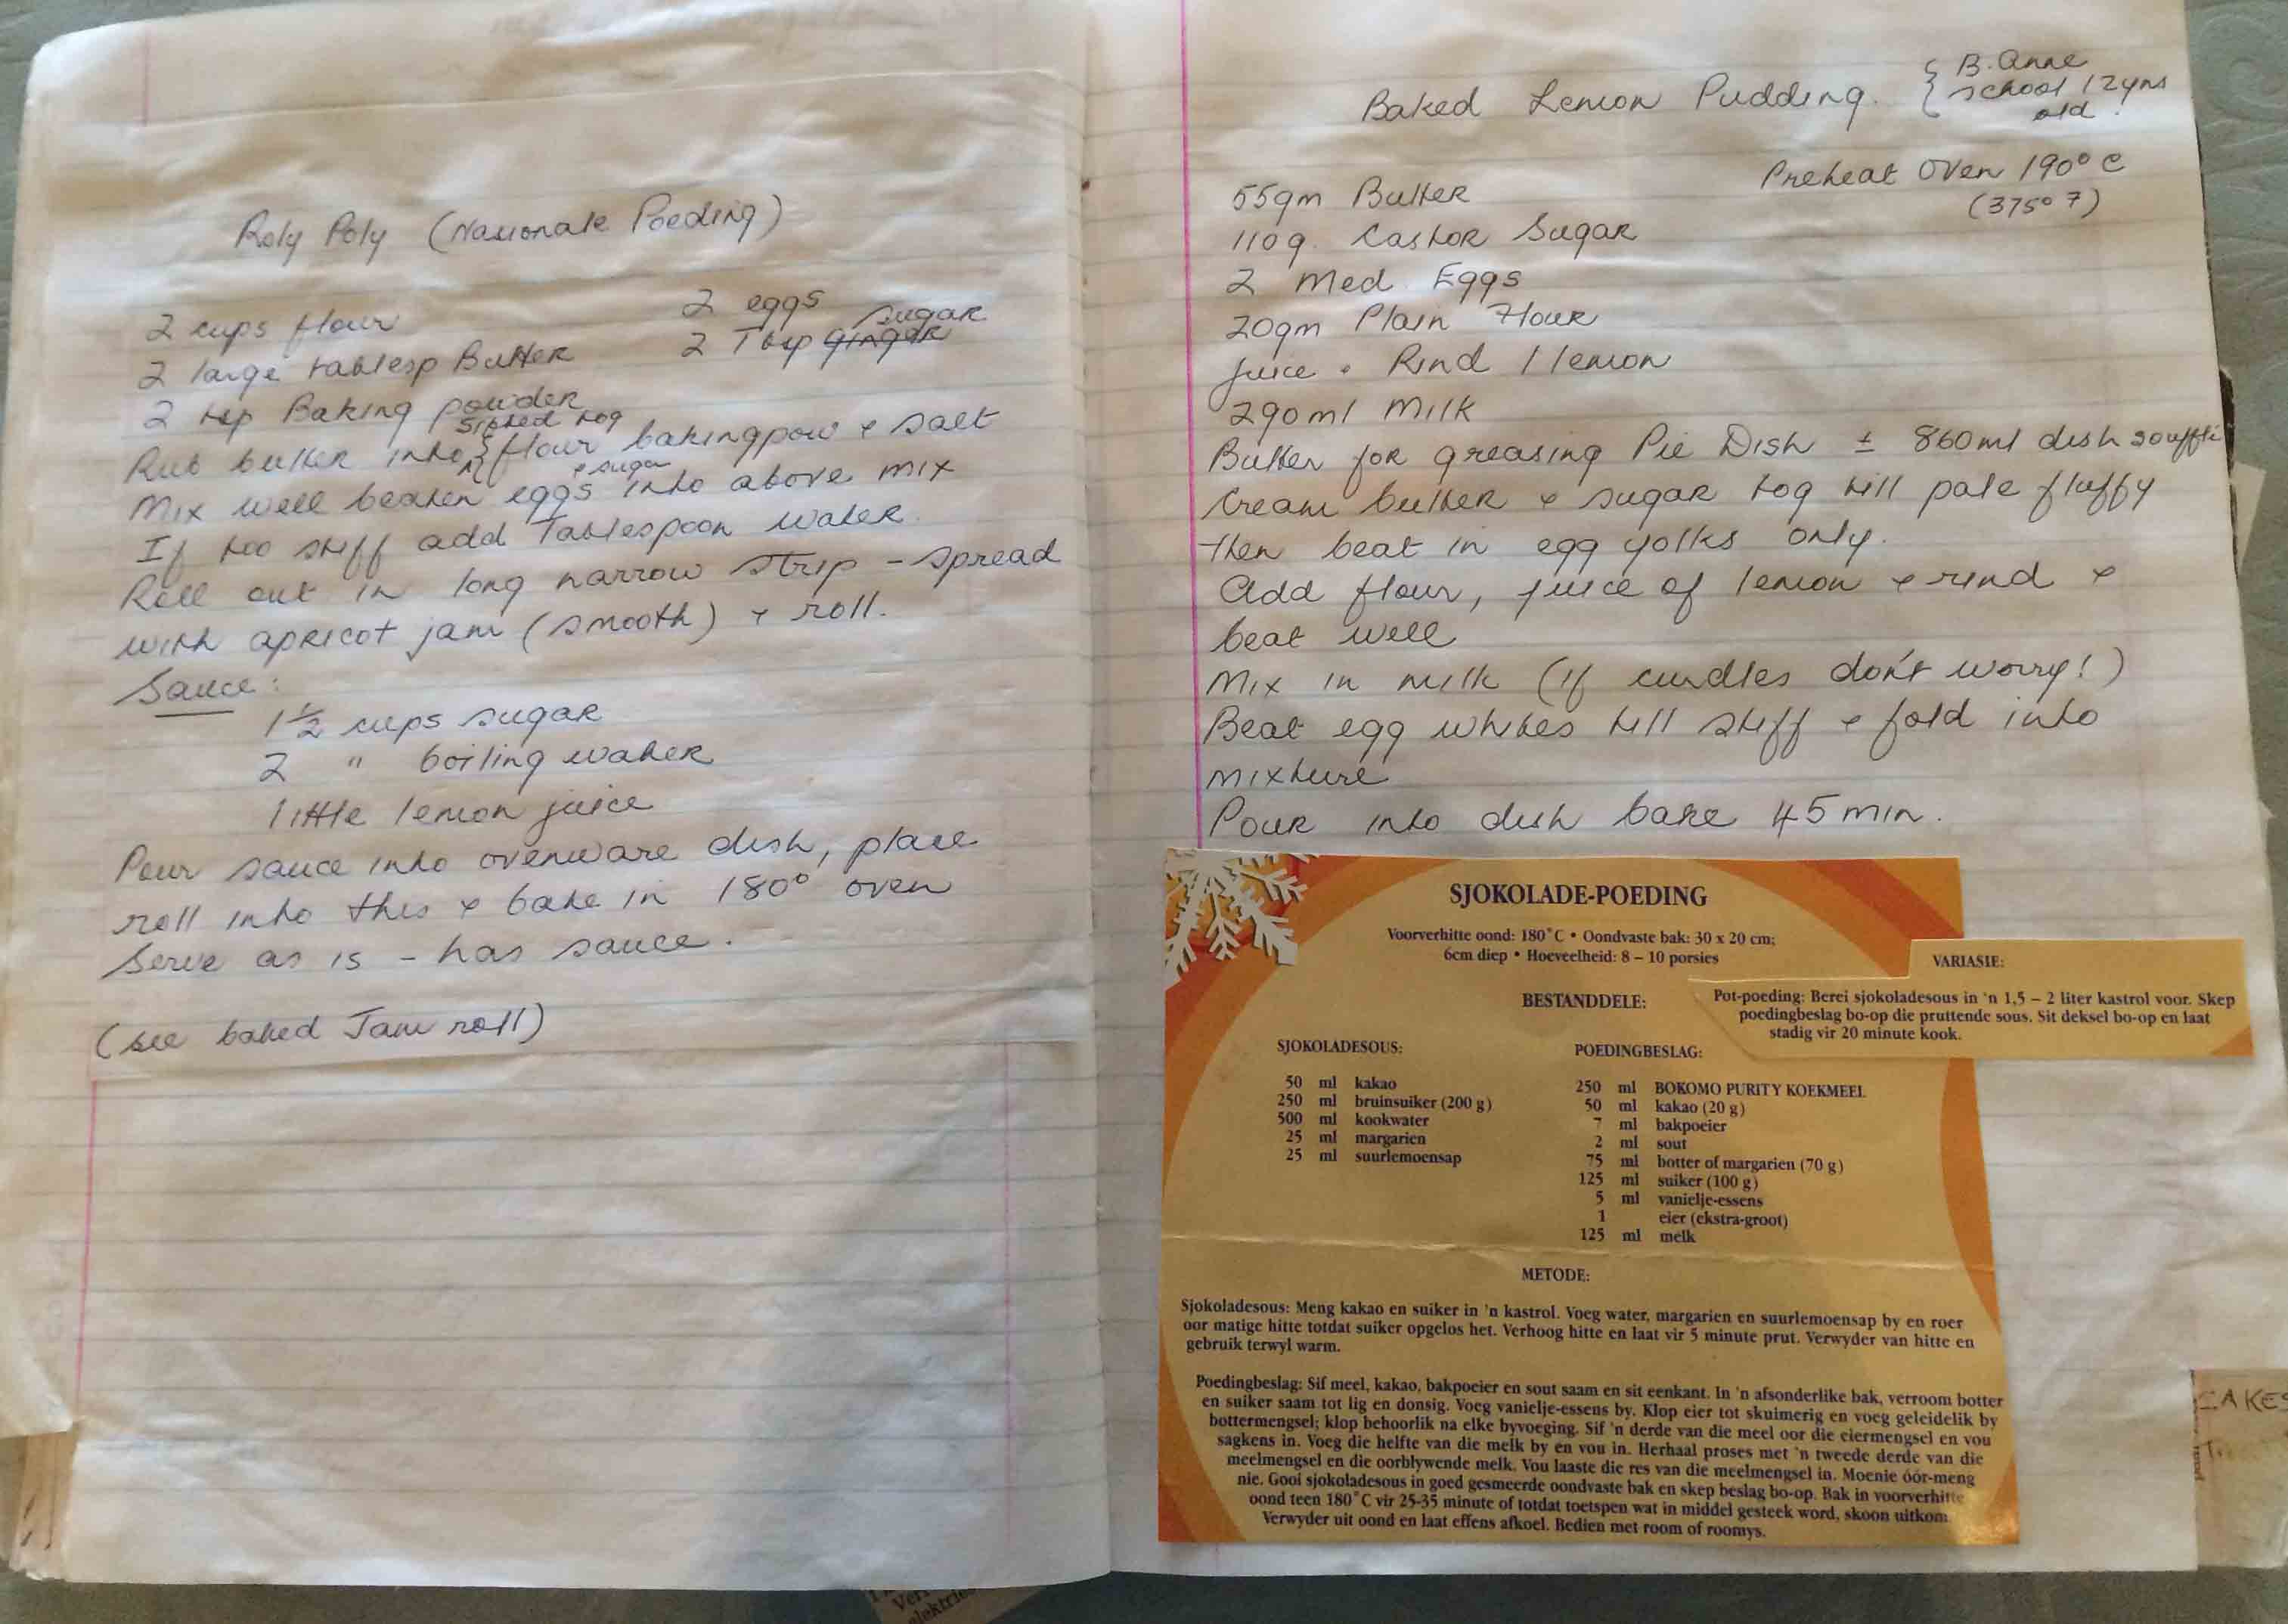 Roly Poly (Nasionale Poeding)
2 cups flour
2 large tablesp Butter
2 tsp Baking powder
2 eggs
sugar
2 Tbsp ginger
sifted tog
Rub butter into flour bakingpow & salt
& sugar
Mix well beaten eggs into above mix
If too stiff add Tablespoon water.
Roll out in long narrow strip - spread
with apricot jam (smooth) & roll.
Sauce:
1 1/2 cups sugar
2 " boiling water
little lemon juice
Pour sauce into ovenware dish, place
roll into this & bake in 180° oven
Serve as is - has sauce.
(see baked Jam roll)
Baked Lemon Pudding. { B. Anne
school 12yrs
old.
Preheat Oven 190° C
(375° F)
55gm Butter
110g. Castor Sugar
2 Med. Eggs
20gm Plain Flour
Juice & Rind 1 lemon
290ml Milk
Butter for greasing Pie Dish ± 860ml dish souffle
Cream butter & sugar tog till pale fluffy
then beat in egg yolks only.
Add flour, juice of lemon & rind &
beat well
Mix in milk (if curdles don't worry!)
Beat egg whites till stiff & fold into
mixture
Pour into dish bake 45 min.
SJOKOLADE-POEDING
Voorverhitte oond: 180°C • Oondvaste bak: 30 x 20 cm;
6cm diep • Hoeveelheid: 8 – 10 porsies
VARIASIE:
Pot-poeding: Berei sjokoladesous in 'n 1,5 – 2 liter kastrol voor. Skep
poedingbeslag bo-op die pruttende sous. Sit deksel bo-op en laat
stadig vir 20 minute kook.
BESTANDDELE:
SJOKOLADESOUS:
50 ml kakao
250 ml bruinsuiker (200 g)
500 ml kookwater
25 ml margarien
25 ml suurlemoensap
POEDINGBESLAG:
250 ml BOKOMO PURITY KOEKMEEL
50 ml kakao (20 g)
7 ml bakpoeier
2 ml sout
75 ml botter of margarien (70 g)
125 ml suiker (100 g)
5 ml vanielje-essens
1 eier (ekstra-groot)
125 ml melk
METODE:
Sjokoladesous: Meng kakao en suiker in 'n kastrol. Voeg water, margarien en suurlemoensap by en roer
oor matige hitte totdat suiker opgelos het. Verhoog hitte en laat vir 5 minute prut. Verwyder van hitte en
gebruik terwyl warm.
Poedingbeslag: Sif meel, kakao, bakpoeier en sout saam en sit eenkant. In 'n afsonderlike bak, verroom botter
en suiker saam tot lig en donsig. Voeg vanielje-essens by. Klop eier tot skuimerig en voeg geleidelik by
bottermengsel; klop behoorlik na elke byvoeging. Sif 'n derde van die meel oor die eiermengsel en vou
sagkens in. Voeg die helfte van die melk by en vou in. Herhaal proses met 'n tweede derde van die
meelmengsel en die oorblywende melk. Vou laaste die res van die meelmengsel in. Moenie óór-meng
nie. Gooi sjokoladesous in goed gesmeerde oondvaste bak en skep beslag bo-op. Bak in voorverhitte
oond teen 180°C vir 25-35 minute of totdat toetspen wat in middel gesteek word, skoon uitkom.
Verwyder uit oond en laat effens afkoel. Bedien met room of roomys.
CAKES